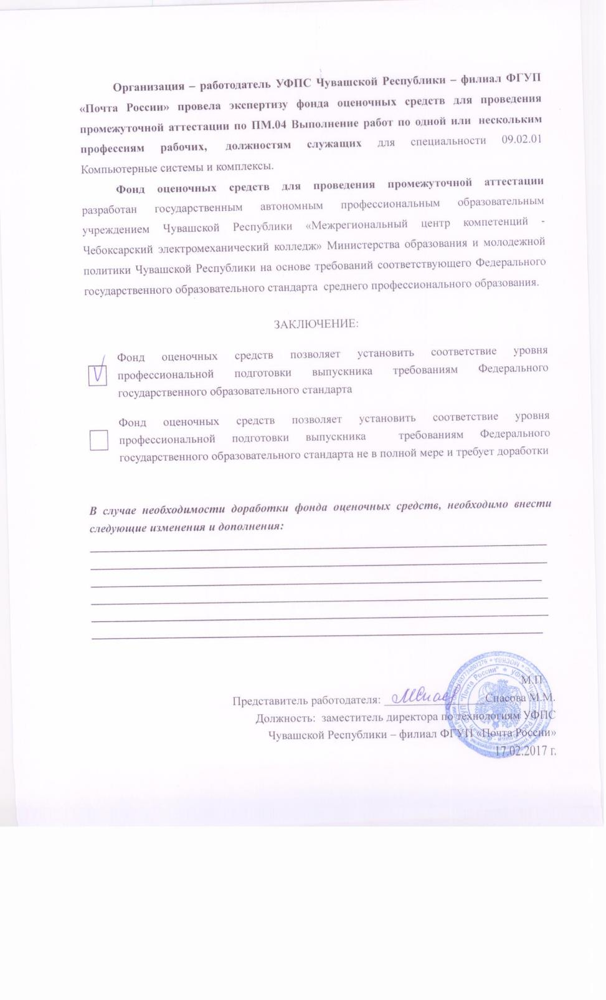 Организация – работодатель УФПС Чувашской Республики – филиал ФГУП
«Почта России» провела экспертизу фонда оценочных средств для проведения
промежуточной аттестации по ПМ.04 Выполнение работ по одной или нескольким
профессиям рабочих, должностям служащих для специальности 09.02.01
Компьютерные системы и комплексы.
Фонд оценочных средств для проведения промежуточной аттестации
разработан государственным автономным профессиональным образовательным
учреждением Чувашской Республики «Межрегиональный центр компетенций -
Чебоксарский электромеханический колледж» Министерства образования и молодежной
политики Чувашской Республики на основе требований соответствующего Федерального
государственного образовательного стандарта среднего профессионального образования.
ЗАКЛЮЧЕНИЕ:
Фонд оценочных средств позволяет установить соответствие уровня
профессиональной подготовки выпускника требованиям Федерального
государственного образовательного стандарта
Фонд оценочных средств позволяет установить соответствие уровня
профессиональной подготовки выпускника требованиям Федерального
государственного образовательного стандарта не в полной мере и требует доработки
В случае необходимости доработки фонда оценочных средств, необходимо внести
следующие изменения и дополнения:
М.П
Представитель работодателя: Спасова М.М.
Должность: заместитель директора по технологиям УФПС
Чувашской Республики – филиал ФГУП «Почта России»
17.02.2017 г.
МОСКВА
"Почта России" * УФПС